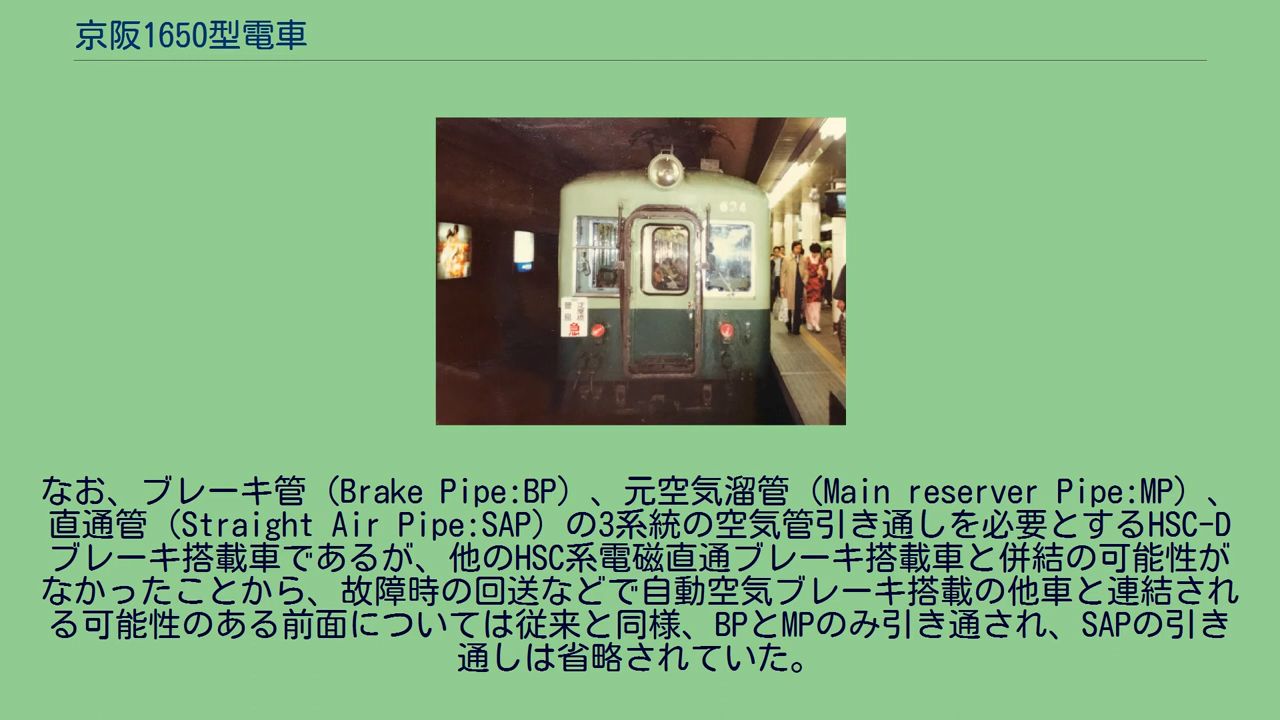 京阪1650型電車
634
急
なお、ブレーキ管（Brake Pipe:BP）、元空気溜管（Main reserver Pipe:MP）、
直通管（Straight Air Pipe:SAP）の3系統の空気管引き通しを必要とするHSC-D
ブレーキ搭載車であるが、他のHSC系電磁直通ブレーキ搭載車と併結の可能性が
なかったことから、故障時の回送などで自動空気ブレーキ搭載の他車と連結され
る可能性のある前面については従来と同様、BPとMPのみ引き通され、SAPの引き
通しは省略されていた。